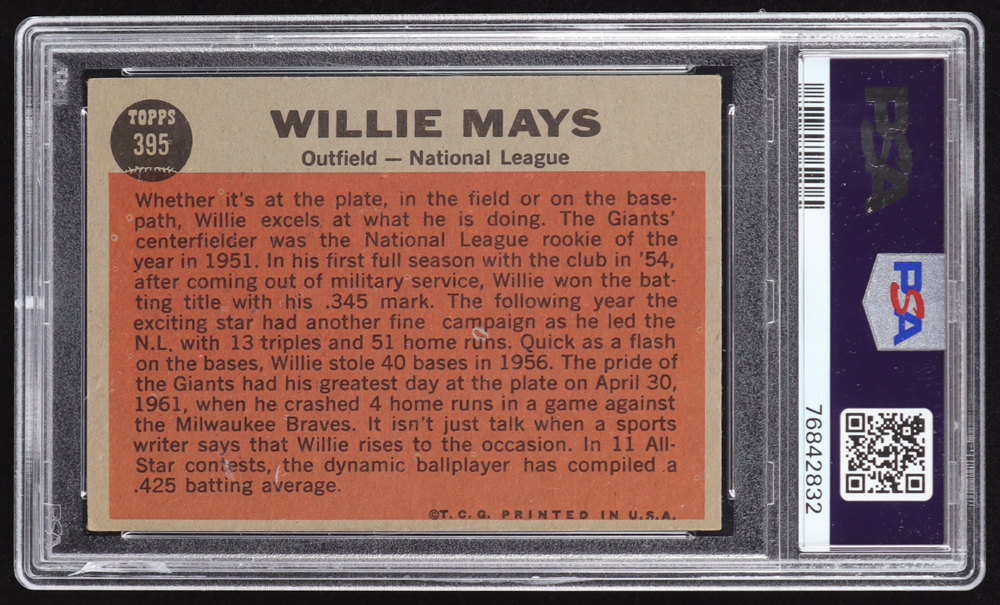 TOPPS
395
WILLIE MAYS
Outfield — National League
Whether it's at the plate, in the field or on the base-
path, Willie excels at what he is doing. The Giants'
centerfielder was the National League rookie of the
year in 1951. In his first full season with the club in '54,
after coming out of military service, Willie won the bat-
ting title with his .345 mark. The following year the
exciting star had another fine campaign as he led the
N.L. with 13 triples and 51 home runs. Quick as a flash
on the bases, Willie stole 40 bases in 1956. The pride of
the Giants had his greatest day at the plate on April 30,
1961, when he crashed 4 home runs in a game against
the Milwaukee Braves. It isn't just talk when a sports
writer says that Willie rises to the occasion. In 11 All-
Star contests, the dynamic ballplayer has compiled a
.425 batting average.
©T.C.G. PRINTED IN U.S.A.
PSA
PSA
76842832